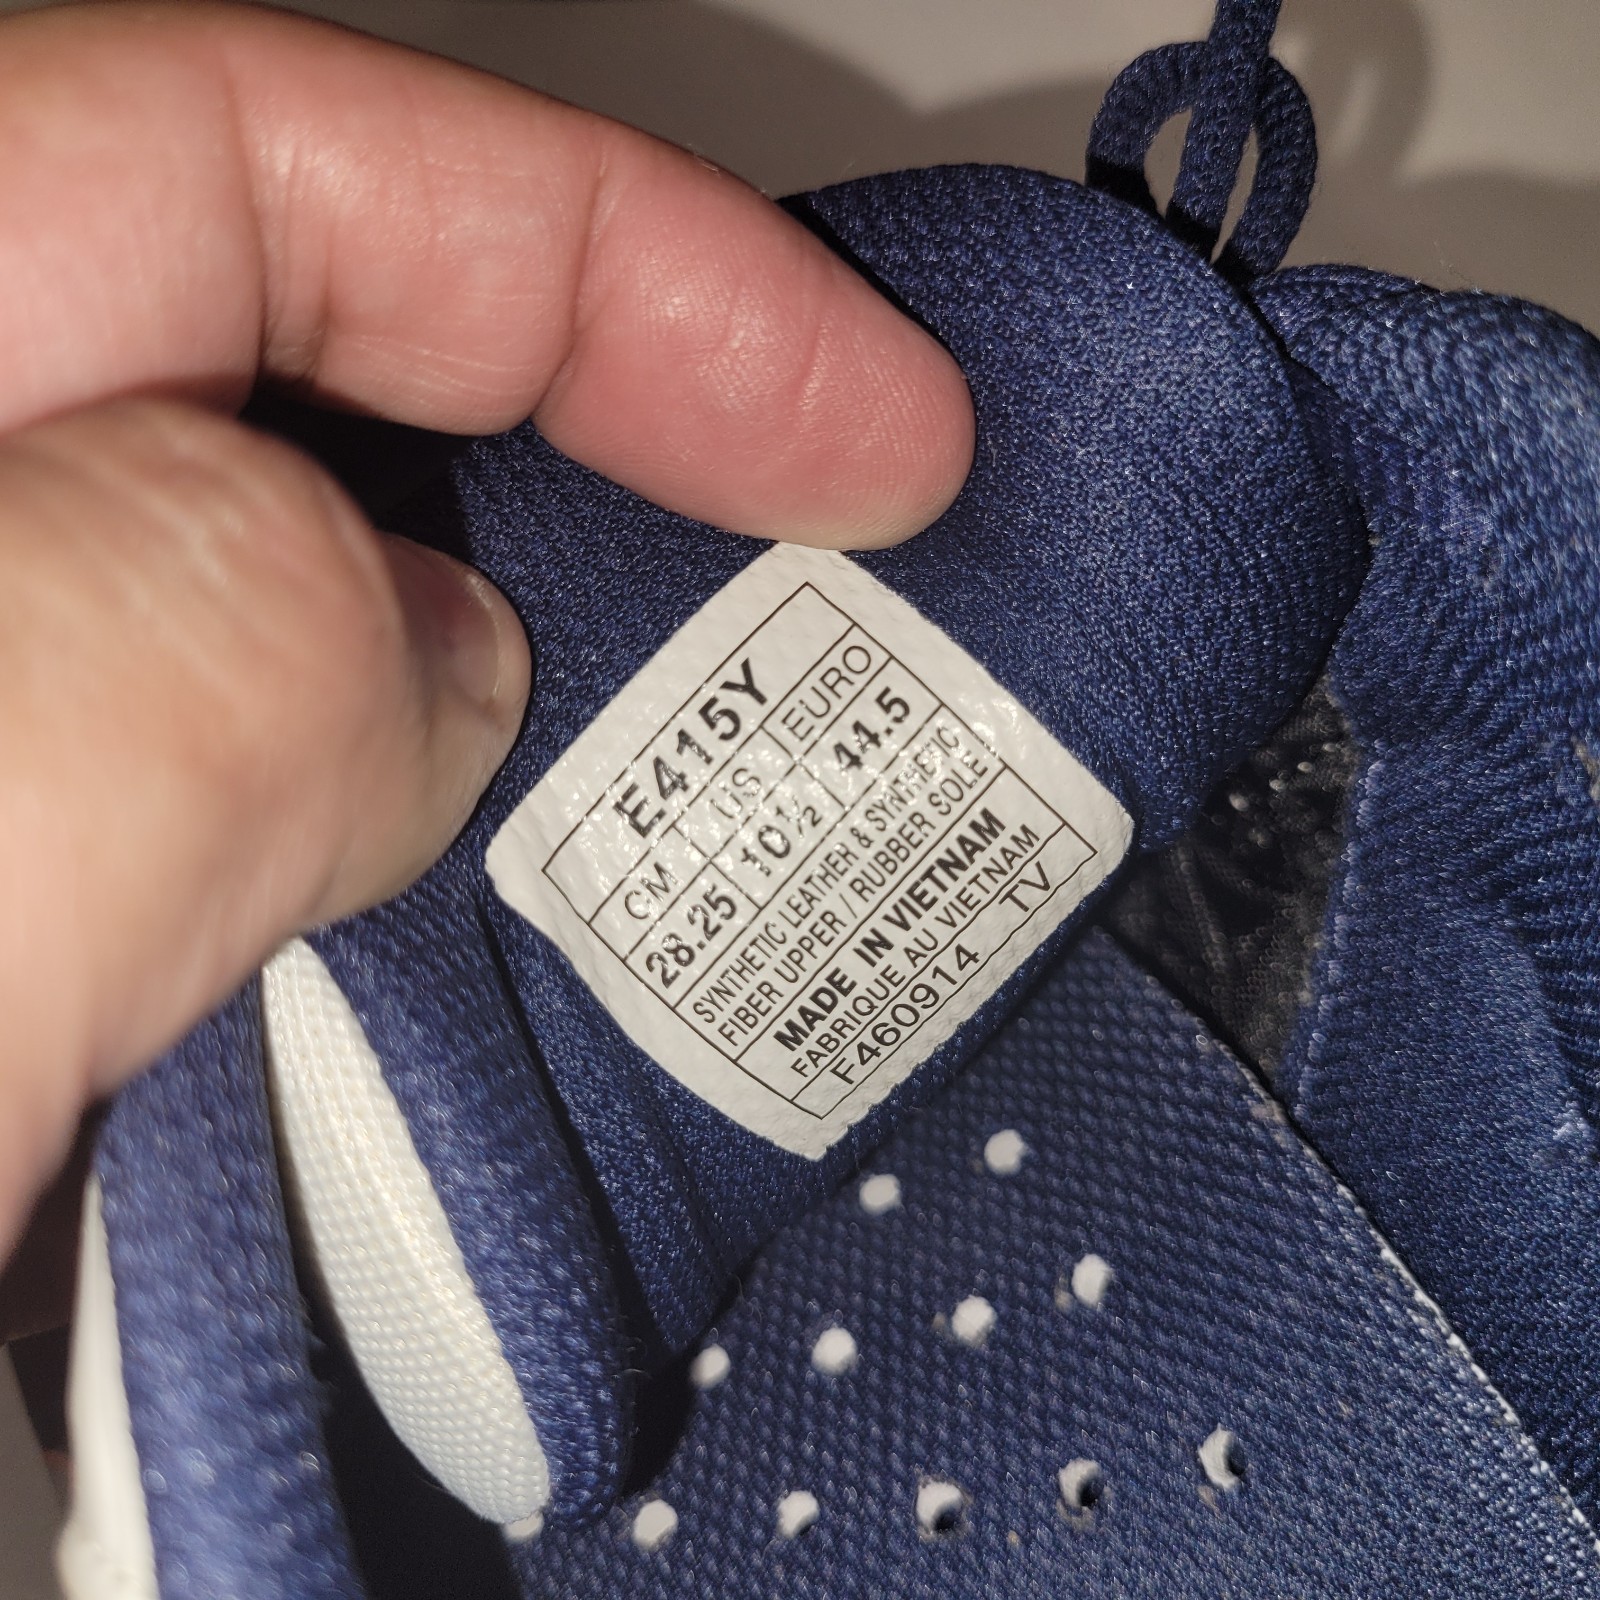 E415Y
CM US EURO
28.25 10½ 44.5
SYNTHETIC LEATHER & SYNTHETIC
FIBER UPPER / RUBBER SOLE
MADE IN VIETNAM
FABRIQUE AU VIETNAM
F460914 TV